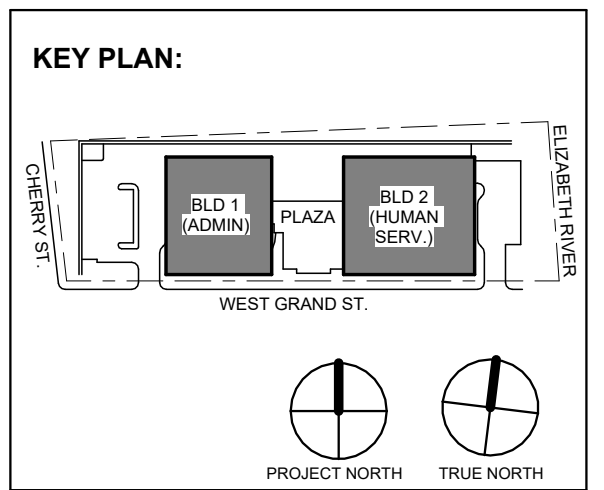 KEY PLAN:
CHERRY ST.
BLD 1
(ADMIN)
PLAZA
BLD 2
(HUMAN
SERV.)
ELIZABETH RIVER
WEST GRAND ST.
PROJECT NORTH
TRUE NORTH